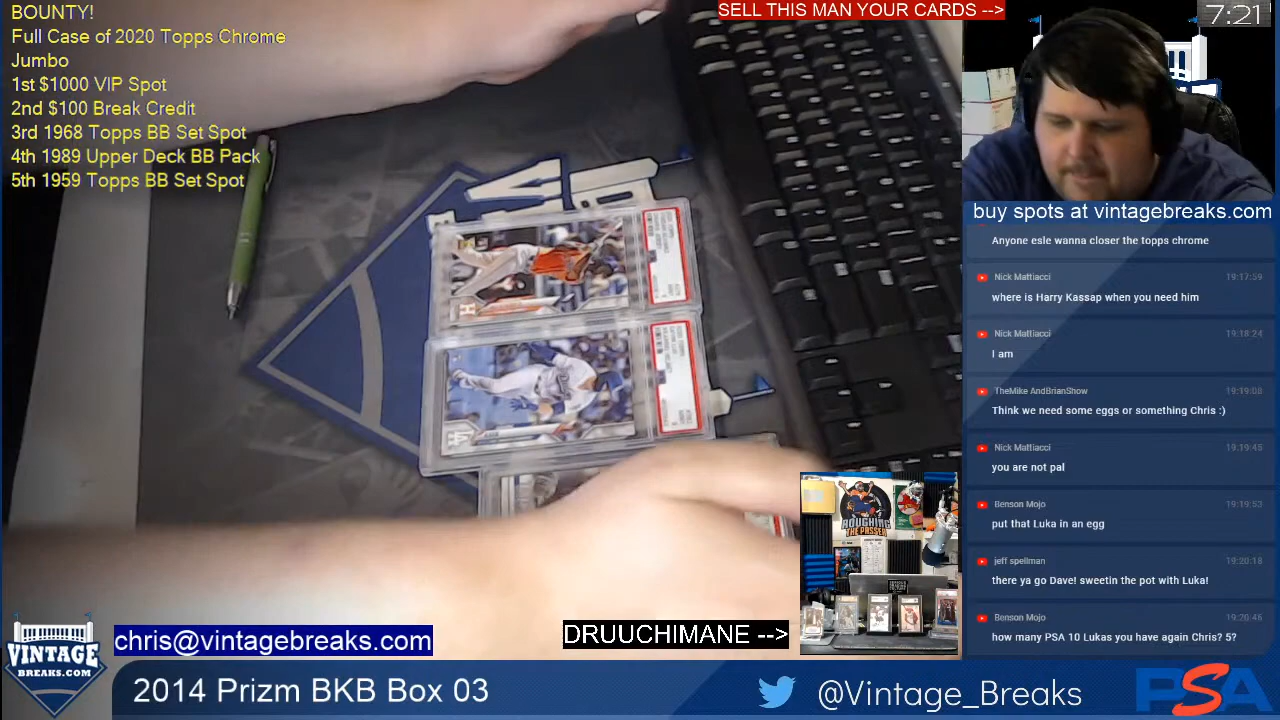 BOUNTY!
Full Case of 2020 Topps Chrome
Jumbo
1st $1000 VIP Spot
2nd $100 Break Credit
3rd 1968 Topps BB Set Spot
4th 1989 Upper Deck BB Pack
5th 1959 Topps BB Set Spot
SELL THIS MAN YOUR CARDS -->
7:21
buy spots at vintagebreaks.com
Anyone esle wanna closer the topps chrome
Nick Mattiacci 19:17:59
where is Harry Kassap when you need him
Nick Mattiacci 19:18:24
I am
TheMike AndBrianShow 19:19:08
Think we need some eggs or something Chris :)
Nick Mattiacci 19:19:45
you are not pal
Benson Mojo 19:19:53
put that Luka in an egg
jeff spellman 19:20:18
there ya go Dave! sweetin the pot with Luka!
Benson Mojo 19:20:46
how many PSA 10 Lukas you have again Chris? 5?
ROUGHING
THE PASSER
DRUUCHIMANE -->
chris@vintagebreaks.com
VINTAGE
BREAKS.COM
2014 Prizm BKB Box 03
@Vintage_Breaks
PSA